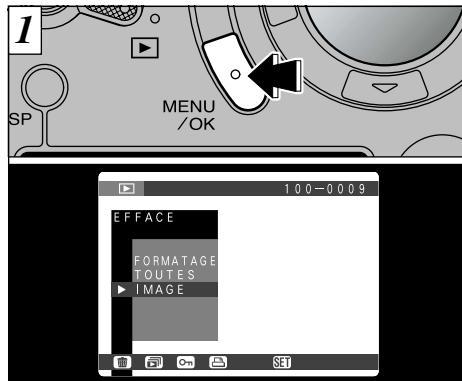 1
MENU
/OK
SP
100-0009
EFFACE
FORMATAGE
TOUTES
IMAGE
SET